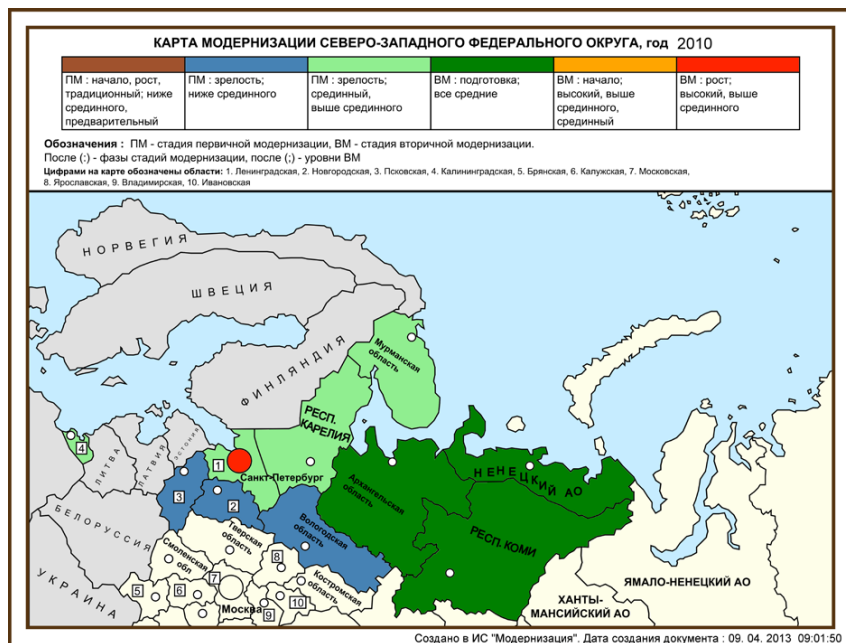 КАРТА МОДЕРНИЗАЦИИ СЕВЕРО-ЗАПАДНОГО ФЕДЕРАЛЬНОГО ОКРУГА, год 2010
ПМ : начало, рост,
традиционный; ниже
срединного,
предварительный
ПМ : зрелость;
ниже срединного
ПМ : зрелость;
срединный,
выше срединного
ВМ : подготовка;
все средние
ВМ : начало;
высокий, выше
срединного,
срединный
ВМ : рост;
высокий, выше
срединного
Обозначения : ПМ - стадия первичной модернизации, ВМ - стадия вторичной модернизации.
После (:) - фазы стадий модернизации, после (;) - уровни ВМ
Цифрами на карте обозначены области: 1. Ленинградская, 2. Новгородская, 3. Псковская, 4. Калининградская, 5. Брянская, 6. Калужская, 7. Московская,
8. Ярославская, 9. Владимирская, 10. Ивановская
НОРВЕГИЯ
ШВЕЦИЯ
ФИНЛЯНДИЯ
Мурманская
область
РЕСП.
КАРЕЛИЯ
4
ЛИТВА
ЛАТВИЯ
ЭСТОНИЯ
1
Санкт-Петербург
Архангельская
область
НЕНЕЦКИЙ АО
3
2
БЕЛОРУССИЯ
Тверская
область
Вологодская
область
РЕСП. КОМИ
Смоленская
обл
8
УКРАИНА
5
6
7
Москва
9
10
Костромская
область
ЯМАЛО-НЕНЕЦКИЙ АО
ХАНТЫ-
МАНСИЙСКИЙ АО
Создано в ИС "Модернизация". Дата создания документа : 09. 04. 2013 09:01:50